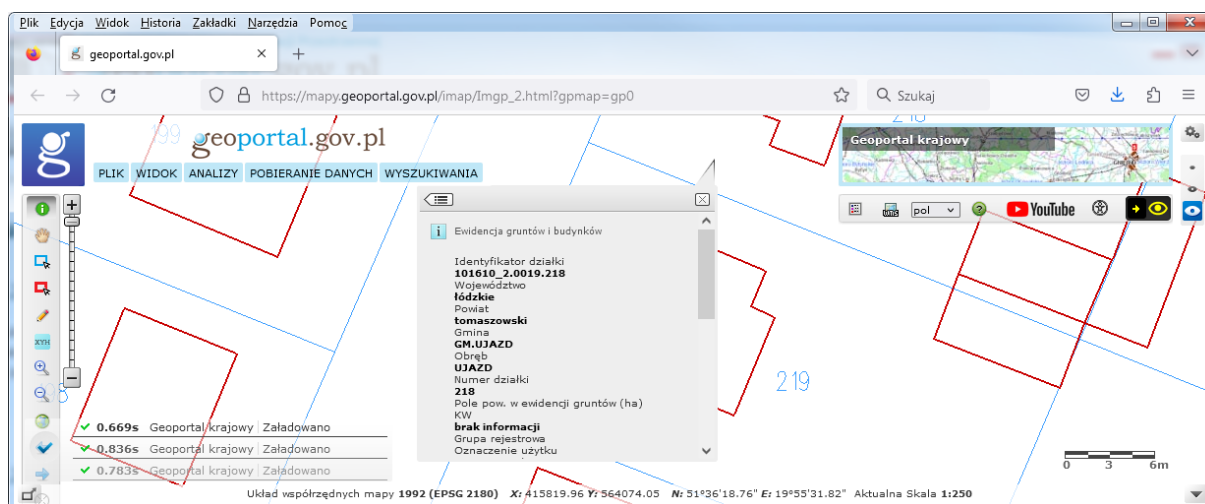 Plik Edycja Widok Historia Zakładki Narzędzia Pomoc
geoportal.gov.pl
https://mapy.geoportal.gov.pl/imap/Imgp_2.html?gpmap=gp0
Szukaj
199
geoportal.gov.pl
218
Geoportal krajowy
PLIK WIDOK ANALIZY POBIERANIE DANYCH WYSZUKIWANIA
pol
YouTube
Ewidencja gruntów i budynków
Identyfikator działki
101610_2.0019.218
Województwo
łódzkie
Powiat
tomaszowski
Gmina
GM.UJAZD
Obręb
UJAZD
Numer działki
218
Pole pow. w ewidencji gruntów (ha)
KW
brak informacji
Grupa rejestrowa
Oznaczenie użytku
XYH
219
0.669s Geoportal krajowy Załadowano
0.836s Geoportal krajowy Załadowano
0.783s Geoportal krajowy Załadowano
0 3 6m
Układ współrzędnych mapy 1992 (EPSG 2180) X: 415819.96 Y: 564074.05 N: 51°36'18.76" E: 19°55'31.82" Aktualna Skala 1:250